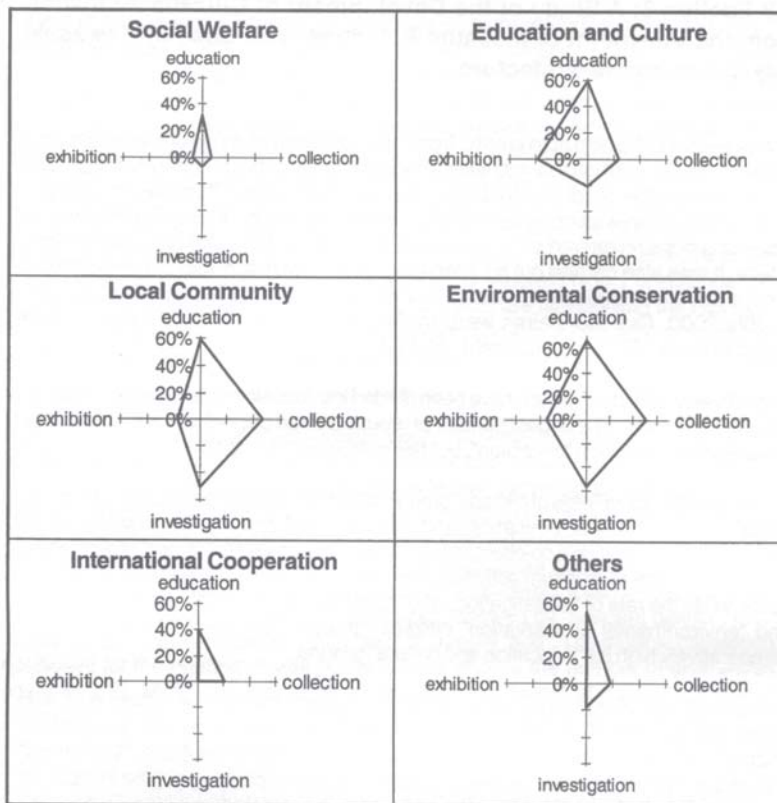 Social Welfare
education
60%
40%
20%
exhibition 0% collection
investigation
Education and Culture
education
60%
40%
20%
exhibition 0% collection
investigation
Local Community
education
60%
40%
20%
exhibition 0% collection
investigation
Enviromental Conservation
education
60%
40%
20%
exhibition 0% collection
investigation
International Cooperation
education
60%
40%
20%
exhibition 0% collection
investigation
Others
education
60%
40%
20%
exhibition 0% collection
investigation